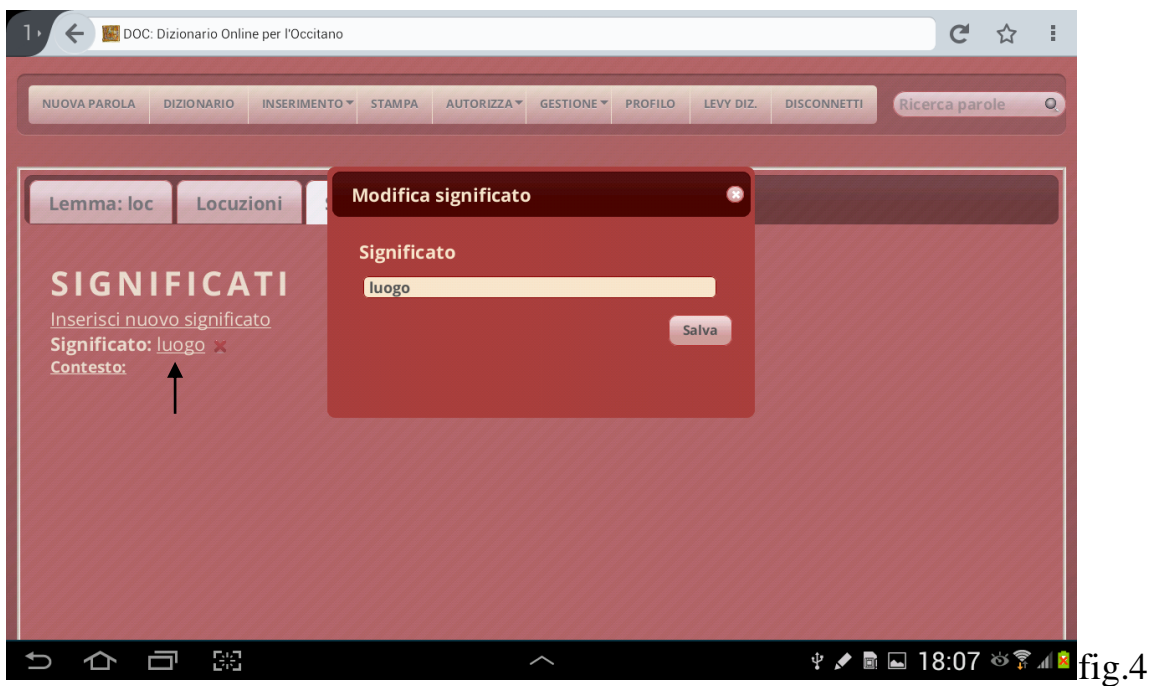 1
DOC: Dizionario Online per l'Occitano
NUOVA PAROLA DIZIONARIO INSERIMENTO STAMPA AUTORIZZA GESTIONE PROFILO LEVY DIZ. DISCONNETTI Ricerca parole
Lemma: loc Locuzioni
Modifica significato
Significato
luogo
Salva
SIGNIFICATI
Inserisci nuovo significato
Significato: luogo
Contesto:
18:07
fig.4